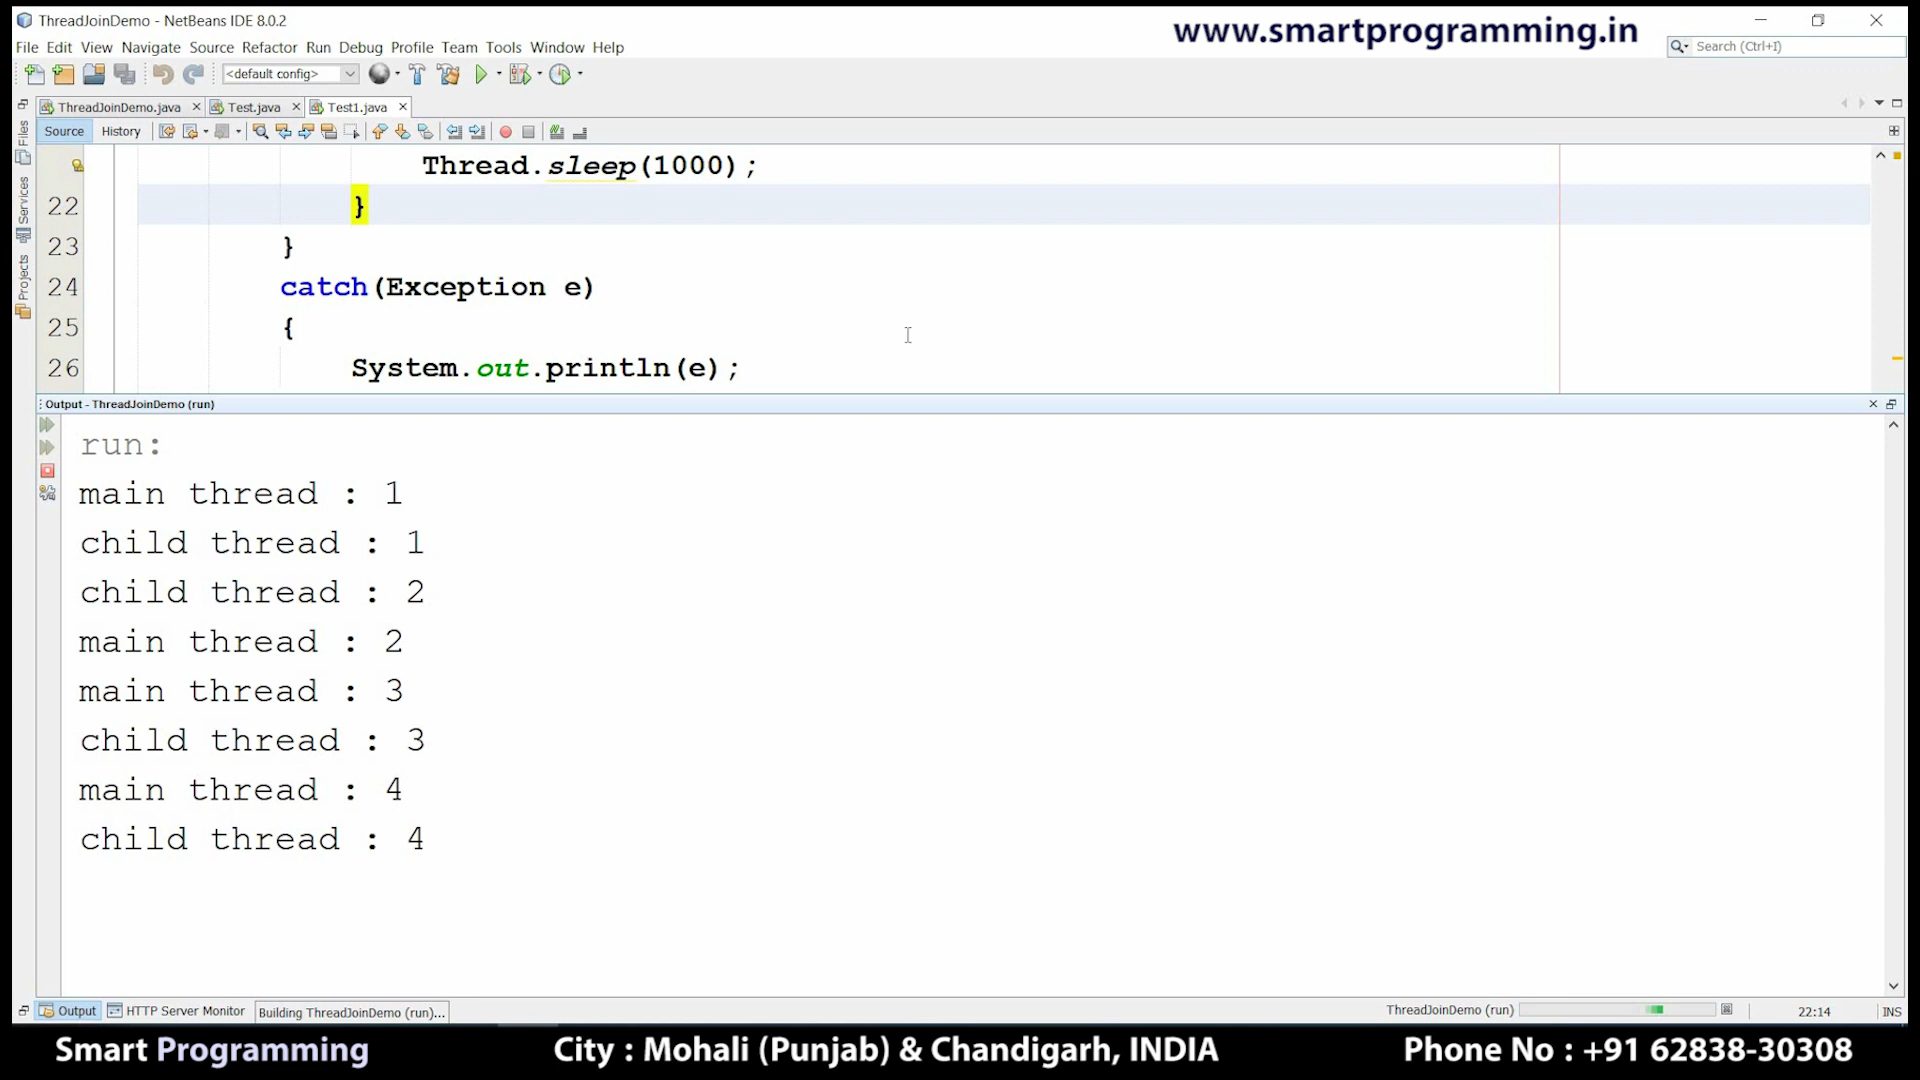 ThreadJoinDemo - NetBeans IDE 8.0.2
www.smartprogramming.in
File Edit View Navigate Source Refactor Run Debug Profile Team Tools Window Help
Search (Ctrl+I)
<default config>
ThreadJoinDemo.java Test.java Test1.java
Source History
Files
Services
Projects
Thread.sleep(1000);
22 }
23 }
24 catch(Exception e)
25 {
26 System.out.println(e);
Output - ThreadJoinDemo (run)
run:
main thread : 1
child thread : 1
child thread : 2
main thread : 2
main thread : 3
child thread : 3
main thread : 4
child thread : 4
Output HTTP Server Monitor Building ThreadJoinDemo (run)... ThreadJoinDemo (run) 22:14 INS
Smart Programming City : Mohali (Punjab) & Chandigarh, INDIA Phone No : +91 62838-30308